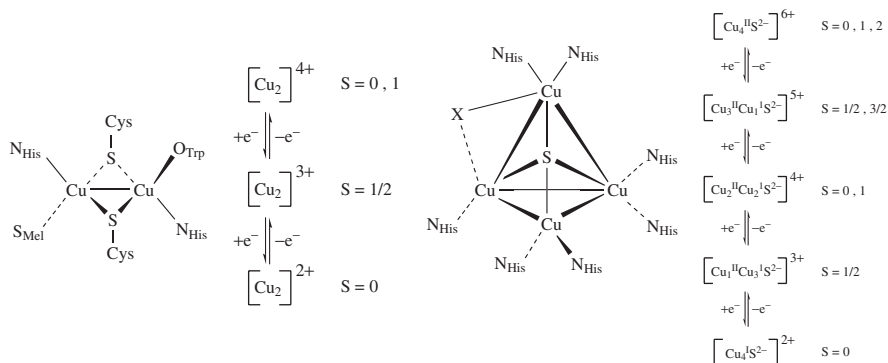 Cys
S
N_His
O_Trp
Cu
Cu
S
S_Mel
Cys
N_His
[Cu₂]⁴⁺ S = 0 , 1
+e⁻ −e⁻
[Cu₂]³⁺ S = 1/2
+e⁻ −e⁻
[Cu₂]²⁺ S = 0
N_His N_His
Cu
X
S
N_His
Cu
Cu
N_His
Cu
N_His
N_His
N_His
[Cu₄ᴵᴵS²⁻]⁶⁺ S = 0 , 1 , 2
+e⁻ −e⁻
[Cu₃ᴵᴵCu₁ᴵS²⁻]⁵⁺ S = 1/2 , 3/2
+e⁻ −e⁻
[Cu₂ᴵᴵCu₂ᴵS²⁻]⁴⁺ S = 0 , 1
+e⁻ −e⁻
[Cu₁ᴵᴵCu₃ᴵS²⁻]³⁺ S = 1/2
+e⁻ −e⁻
[Cu₄ᴵS²⁻]²⁺ S = 0